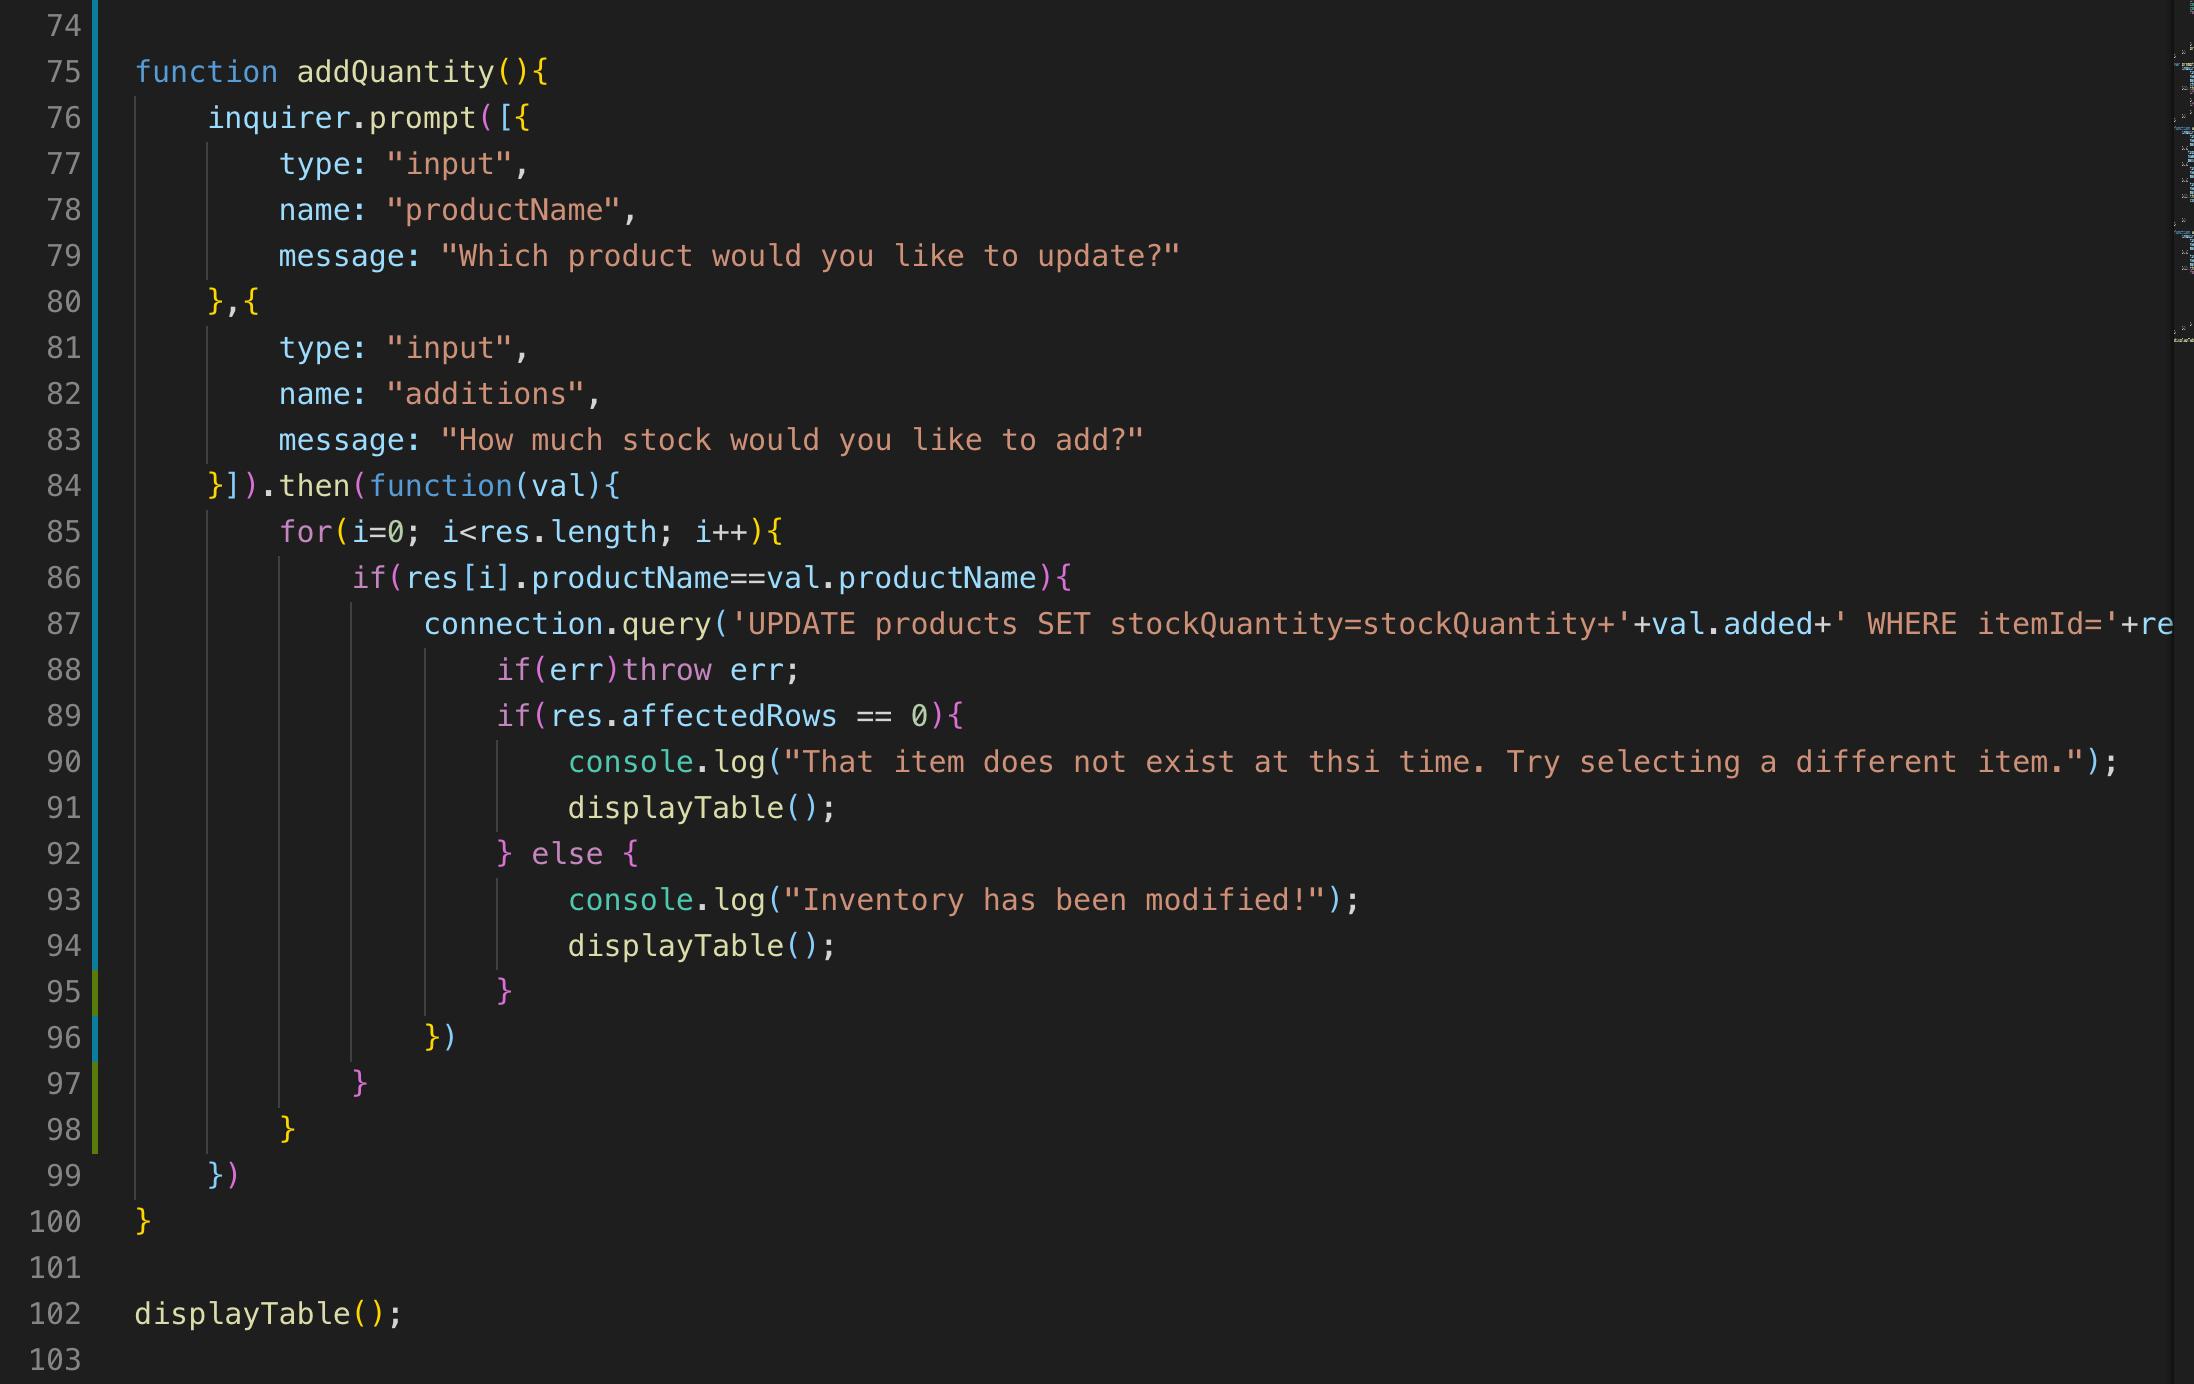 74
75 function addQuantity(){
76     inquirer.prompt([{
77         type: "input",
78         name: "productName",
79         message: "Which product would you like to update?"
80     },{
81         type: "input",
82         name: "additions",
83         message: "How much stock would you like to add?"
84     }]).then(function(val){
85         for(i=0; i<res.length; i++){
86             if(res[i].productName==val.productName){
87                 connection.query('UPDATE products SET stockQuantity=stockQuantity+'+val.added+' WHERE itemId='+re
88                     if(err)throw err;
89                     if(res.affectedRows == 0){
90                         console.log("That item does not exist at thsi time. Try selecting a different item.");
91                         displayTable();
92                     } else {
93                         console.log("Inventory has been modified!");
94                         displayTable();
95                     }
96                 })
97             }
98         }
99     })
100 }
101
102 displayTable();
103